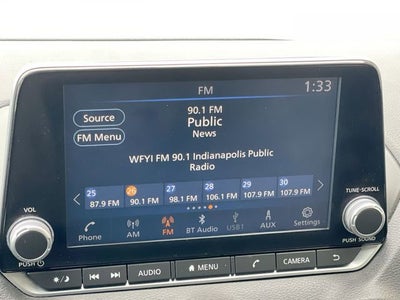 FM
1:33
Source
FM Menu
90.1 FM
Public
News
WFYI FM 90.1 Indianapolis Public
Radio
25 26 27 28 29 30
87.9 FM 90.1 FM 98.1 FM 106.1 FM 107.9 FM 107.9 FM
Phone AM FM BT Audio USB1 AUX Settings
VOL
PUSH
TUNE-SCROLL
PUSH SOUND
AUDIO MENU CAMERA